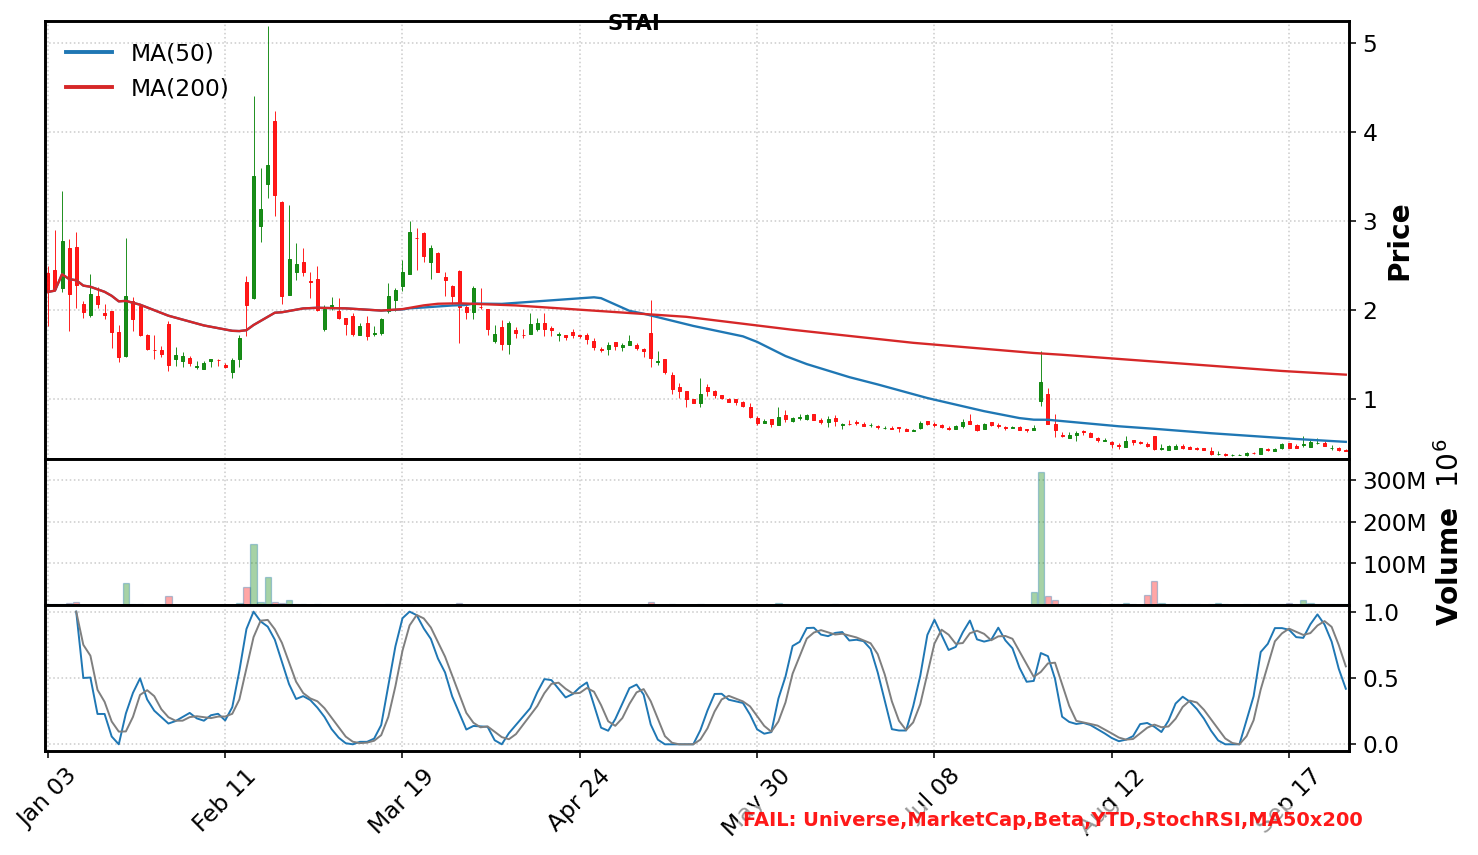 STAI
MA(50)
MA(200)
5
4
3
2
1
Price
300M
200M
100M
Volume 10^6
1.0
0.5
0.0
Jan 03
Feb 11
Mar 19
Apr 24
May 30
Jul 08
Aug 12
Sep 17
FAIL: Universe,MarketCap,Beta,YTD,StochRSI,MA50x200